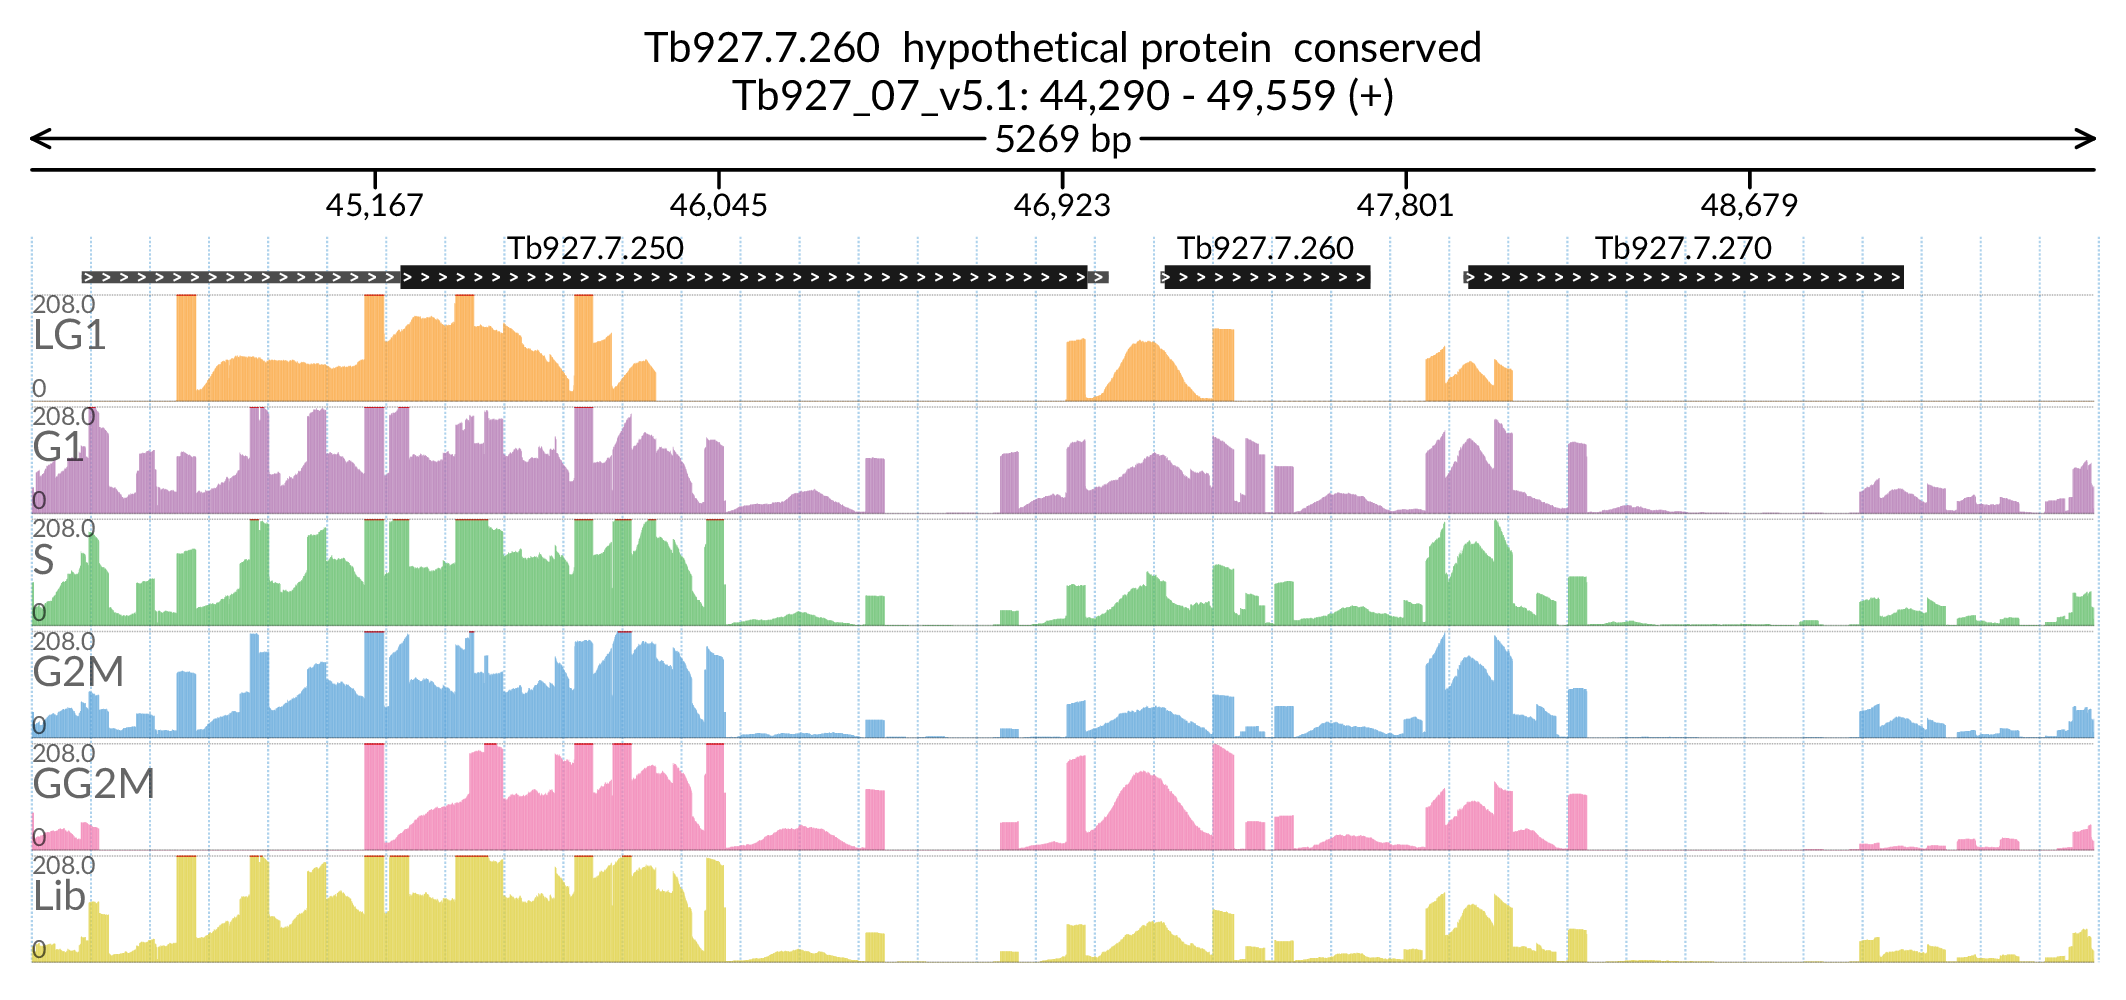 Tb927.7.260  hypothetical protein  conserved
Tb927_07_v5.1: 44,290 - 49,559 (+)
5269 bp
45,167 46,045 46,923 47,801 48,679
Tb927.7.250 Tb927.7.260 Tb927.7.270
208.0
LG1
0
208.0
G1
0
208.0
S
0
208.0
G2M
0
208.0
GG2M
0
208.0
Lib
0